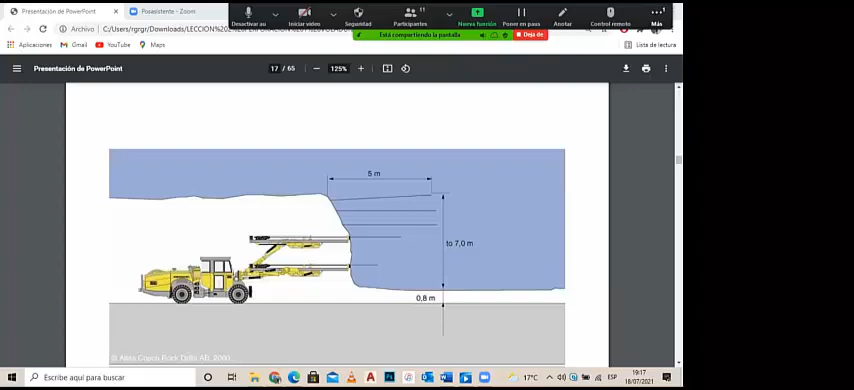 Presentación de PowerPoint
Posasistente - Zoom
Desactivar au
Iniciar vídeo
Seguridad
Participantes
11
Nueva función
Poner en paus
Anotar
Control remoto
Más
Está compartiendo la pantalla
Deja de
Archivo
Aplicaciones
Gmail
YouTube
Maps
Lista de lectura
Presentación de PowerPoint
17 / 65
125%
5 m
to 7,0 m
0,8 m
© Atlas Copco Rock Drills AB, 2000
Escribe aquí para buscar
17°C
ESP
19:17
18/07/2021